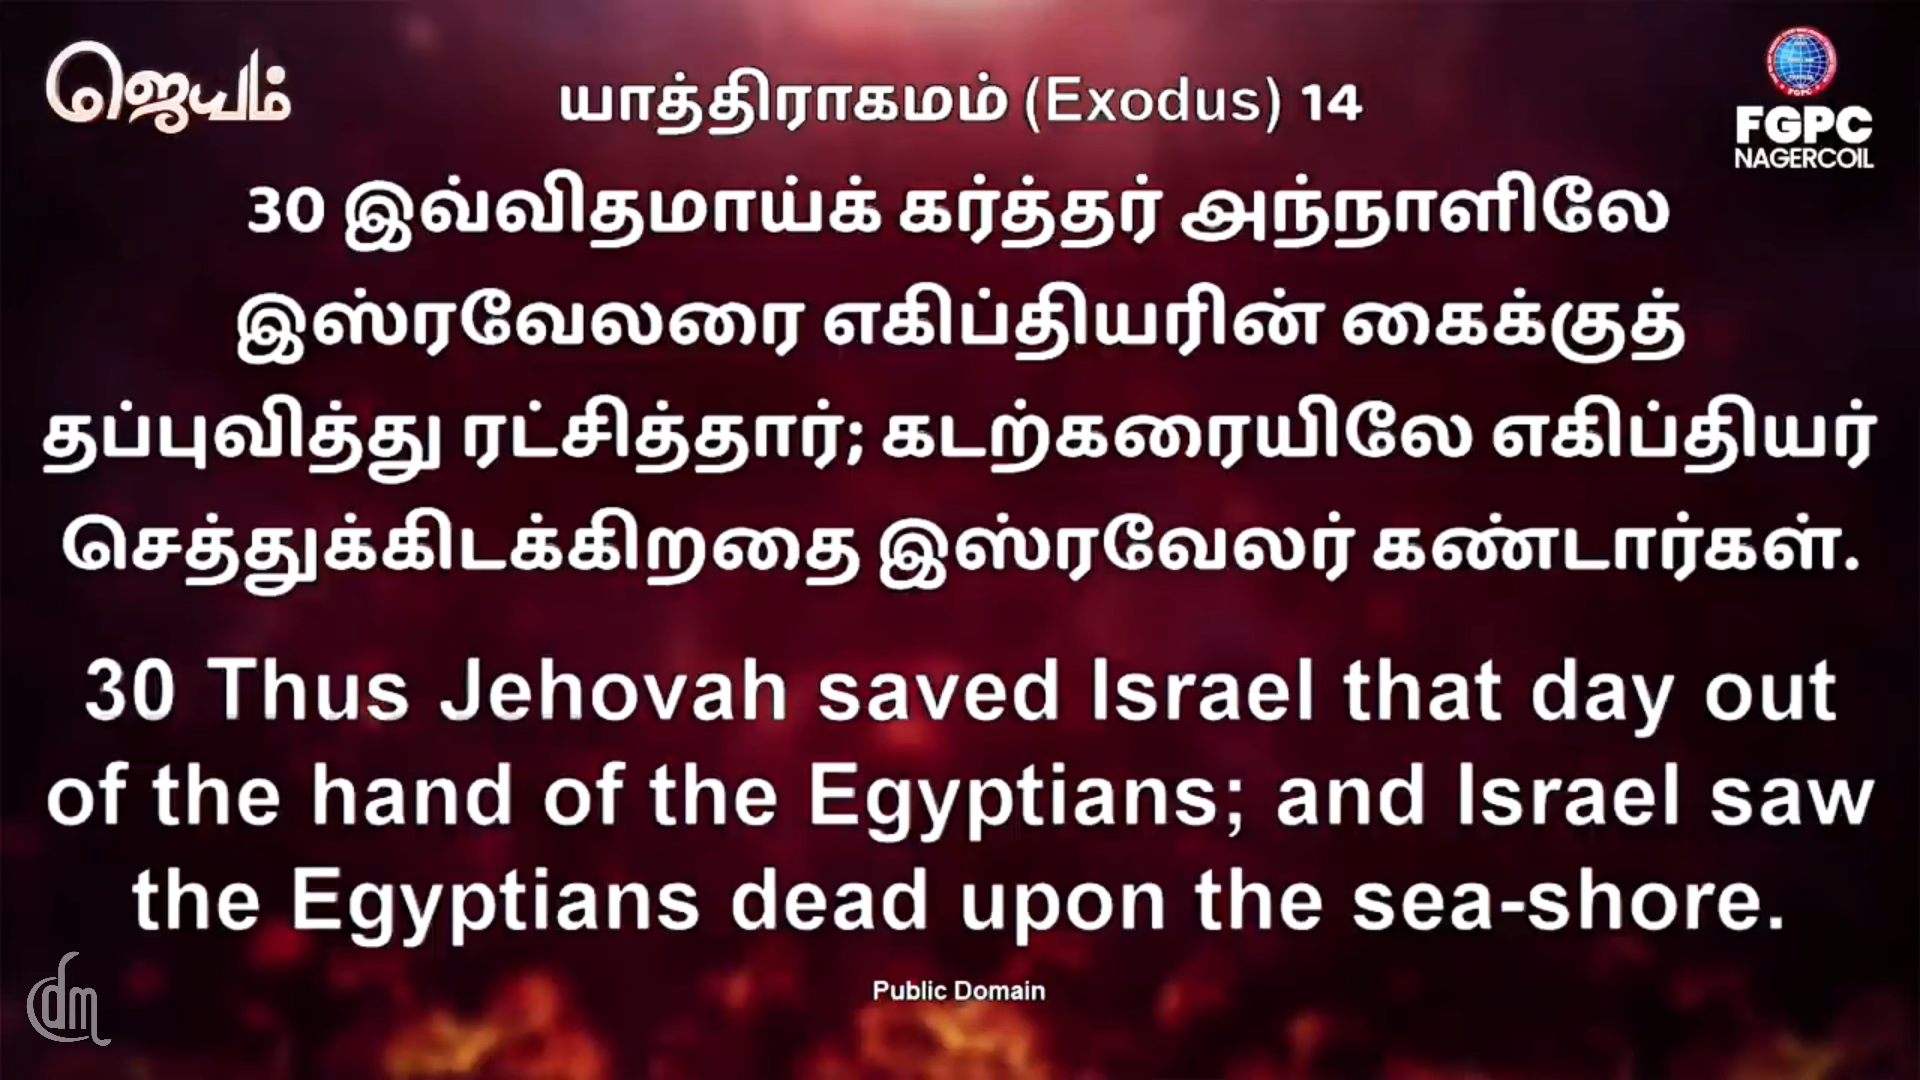 ஜெயம்
யாத்திராகமம் (Exodus) 14
FGPC
NAGERCOIL
30 இவ்விதமாய்க் கர்த்தர் அந்நாளிலே
இஸ்ரவேலரை எகிப்தியரின் கைக்குத்
தப்புவித்து ரட்சித்தார்; கடற்கரையிலே எகிப்தியர்
செத்துக்கிடக்கிறதை இஸ்ரவேலர் கண்டார்கள்.
30 Thus Jehovah saved Israel that day out
of the hand of the Egyptians; and Israel saw
the Egyptians dead upon the sea-shore.
Public Domain
dm